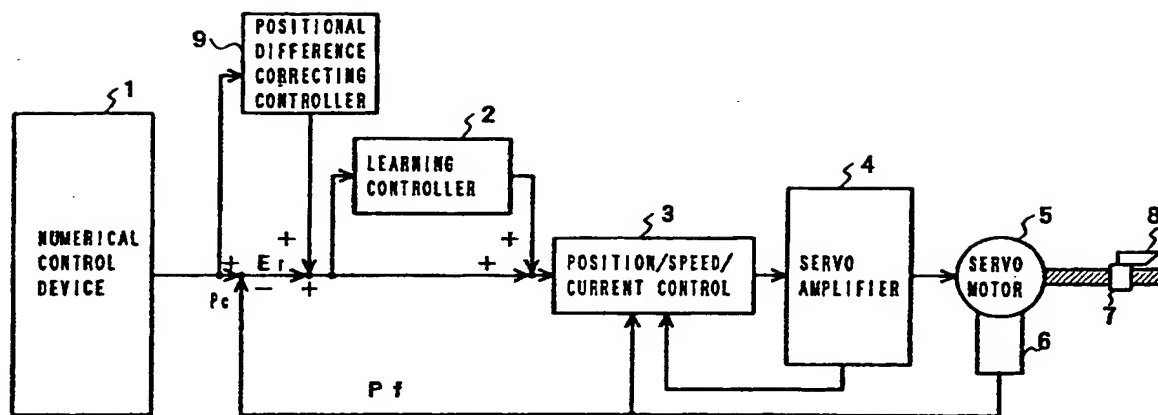 9
POSITIONAL
DIFFERENCE
CORRECTING
CONTROLLER
1
NUMERICAL
CONTROL
DEVICE
2
LEARNING
CONTROLLER
3
POSITION/SPEED/
CURRENT CONTROL
4
SERVO
AMPLIFIER
5
SERVO
MOTOR
8
7
6
+
Er
+
+
+
+
-
Pc
Pf